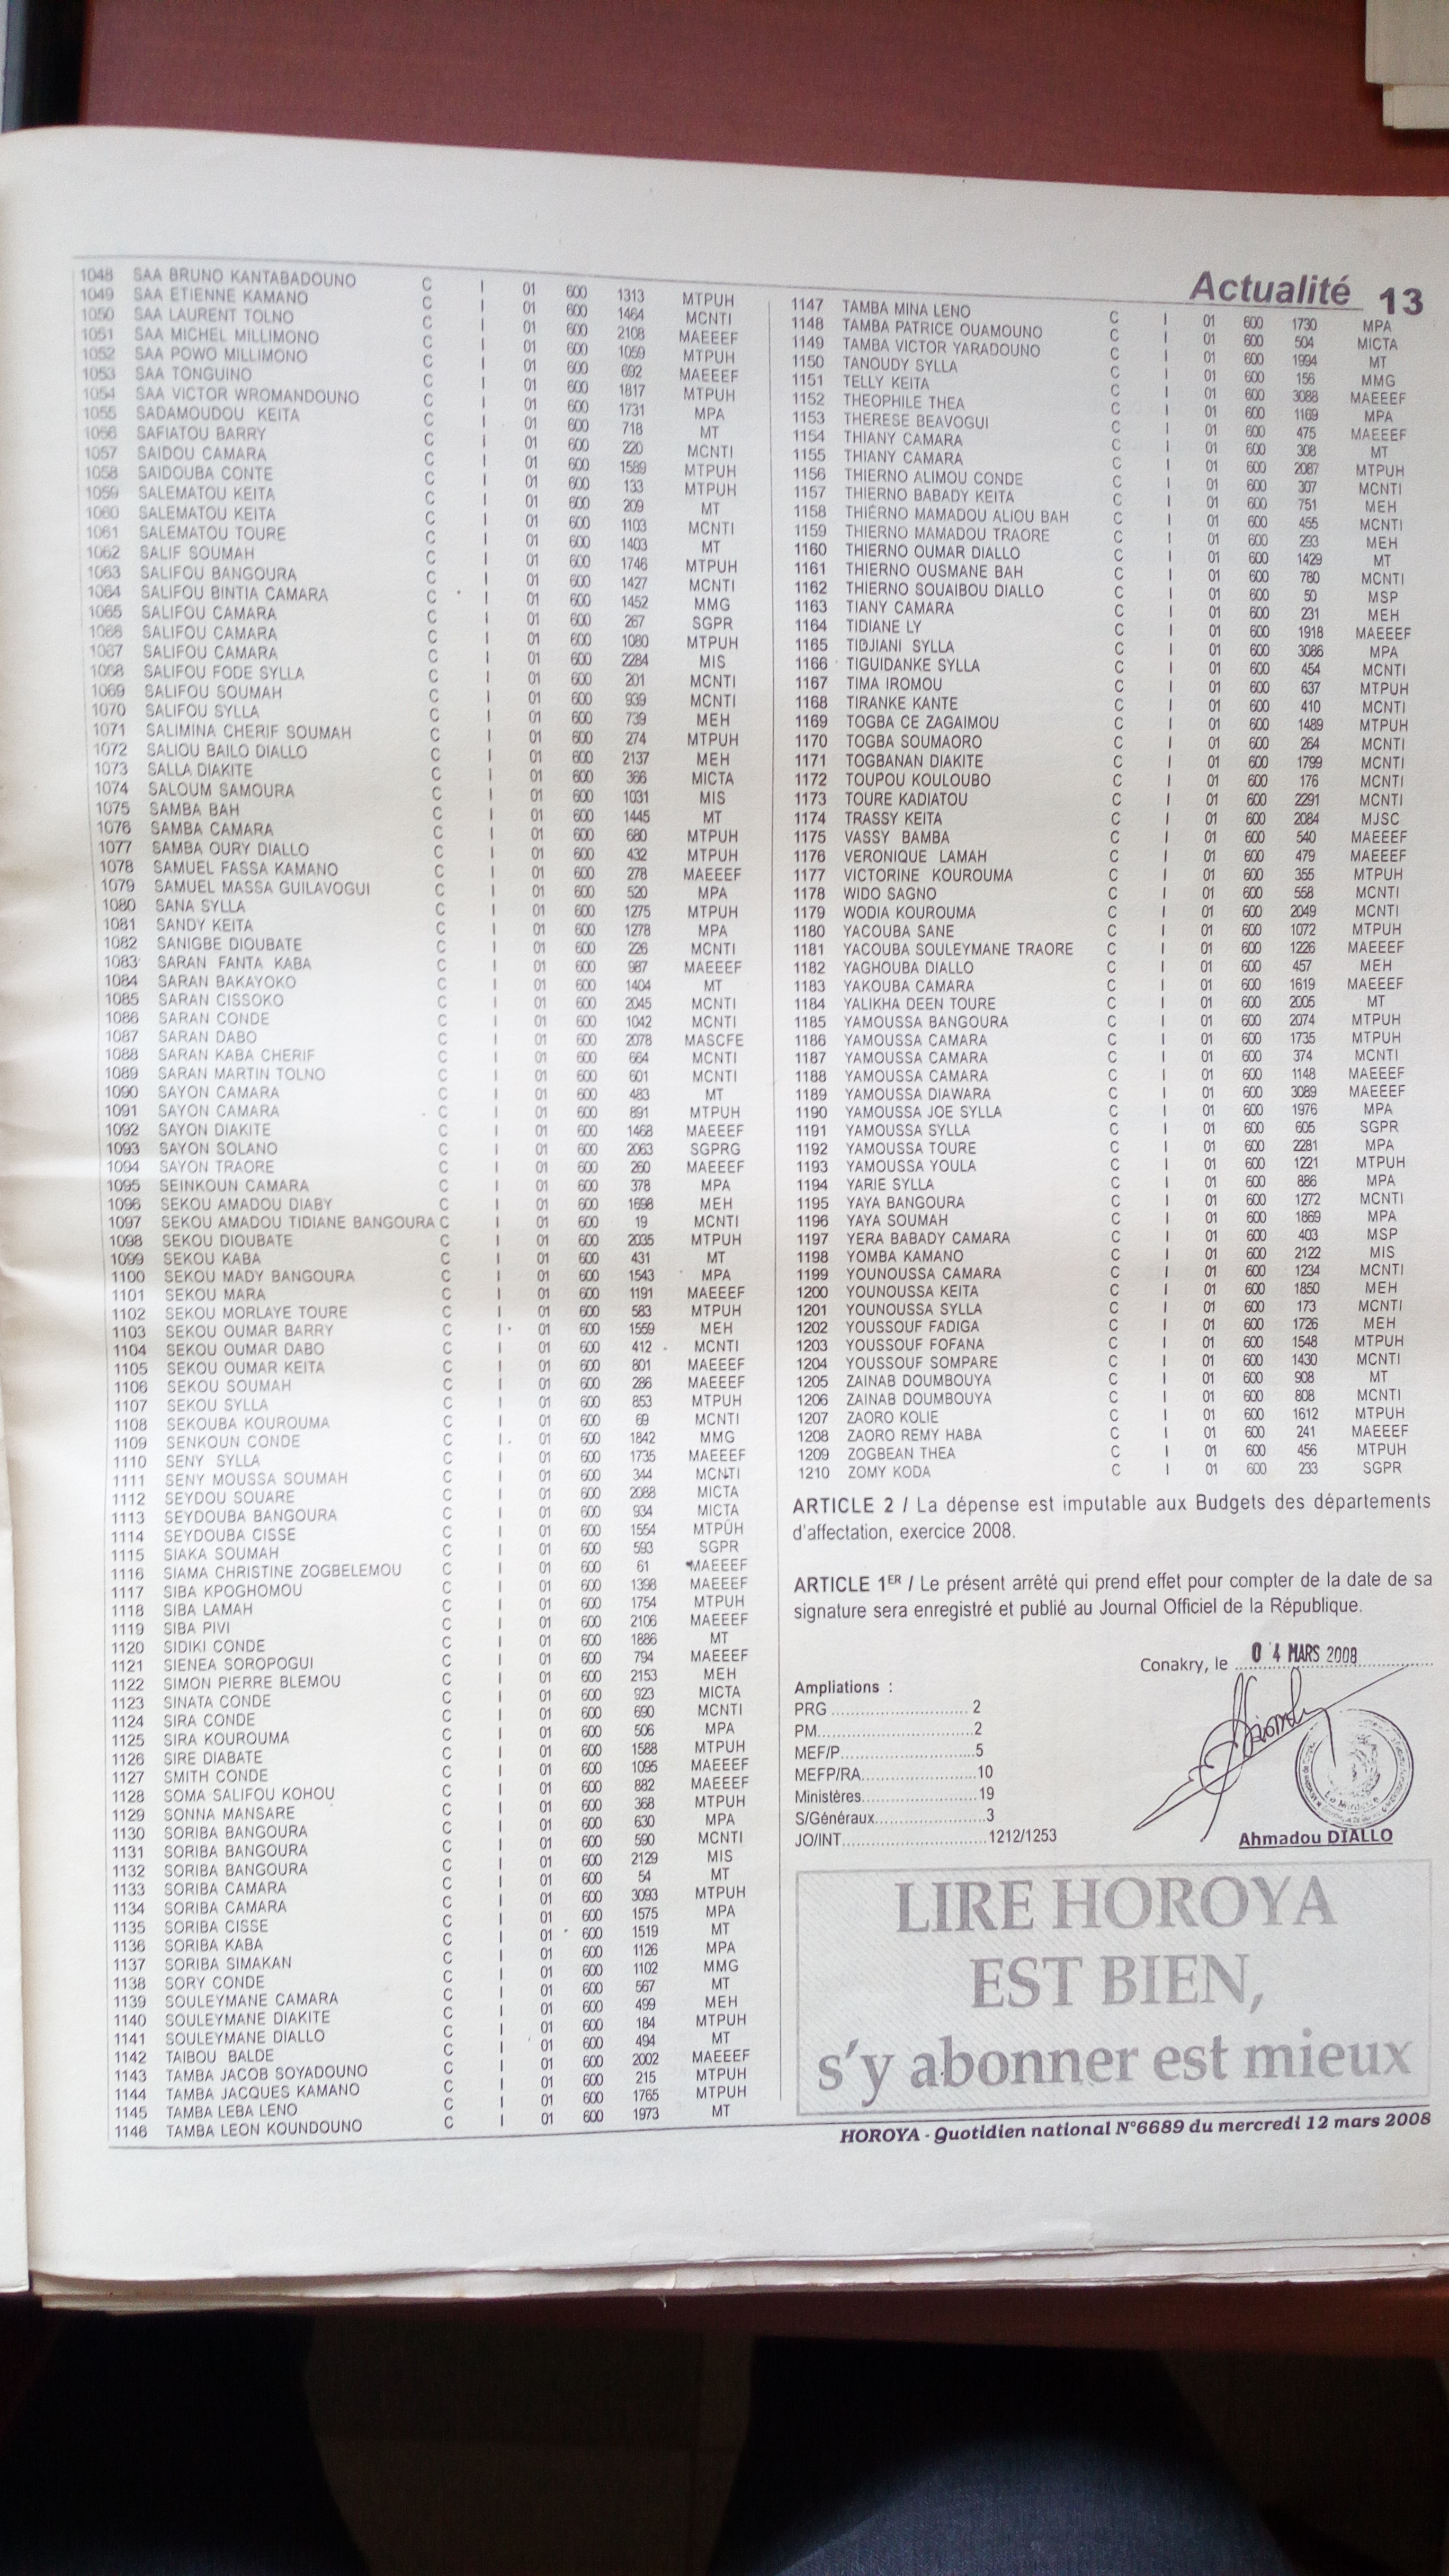 Actualité 13
1048 SAA BRUNO KANTABADOUNO C I 01 600 1313 MTPUH
1049 SAA ETIENNE KAMANO C I 01 600 1464 MCNTI
1050 SAA LAURENT TOLNO C I 01 600 2108 MAEEEF
1051 SAA MICHEL MILLIMONO C I 01 600 1059 MTPUH
1052 SAA POWO MILLIMONO C I 01 600 692 MAEEEF
1053 SAA TONGUINO C I 01 600 1817 MTPUH
1054 SAA VICTOR WROMANDOUNO C I 01 600 1731 MPA
1055 SADAMOUDOU KEITA C I 01 600 718 MT
1056 SAFIATOU BARRY C I 01 600 220 MCNTI
1057 SAIDOU CAMARA C I 01 600 1589 MTPUH
1058 SAIDOUBA CONTE C I 01 600 133 MTPUH
1059 SALEMATOU KEITA C I 01 600 209 MT
1060 SALEMATOU KEITA C I 01 600 1103 MCNTI
1061 SALEMATOU TOURE C I 01 600 1403 MT
1062 SALIF SOUMAH C I 01 600 1746 MTPUH
1063 SALIFOU BANGOURA C I 01 600 1427 MCNTI
1064 SALIFOU BINTIA CAMARA C I 01 600 1452 MMG
1065 SALIFOU CAMARA C I 01 600 267 SGPR
1066 SALIFOU CAMARA C I 01 600 1080 MTPUH
1067 SALIFOU CAMARA C I 01 600 2284 MIS
1068 SALIFOU FODE SYLLA C I 01 600 201 MCNTI
1069 SALIFOU SOUMAH C I 01 600 939 MCNTI
1070 SALIFOU SYLLA C I 01 600 739 MEH
1071 SALIMINA CHERIF SOUMAH C I 01 600 274 MTPUH
1072 SALIOU BAILO DIALLO C I 01 600 2137 MEH
1073 SALLA DIAKITE C I 01 600 366 MICTA
1074 SALOUM SAMOURA C I 01 600 1031 MIS
1075 SAMBA BAH C I 01 600 1445 MT
1076 SAMBA CAMARA C I 01 600 680 MTPUH
1077 SAMBA OURY DIALLO C I 01 600 432 MTPUH
1078 SAMUEL FASSA KAMANO C I 01 600 278 MAEEEF
1079 SAMUEL MASSA GUILAVOGUI C I 01 600 520 MPA
1080 SANA SYLLA C I 01 600 1275 MTPUH
1081 SANDY KEITA C I 01 600 1278 MPA
1082 SANIGBE DIOUBATE C I 01 600 226 MCNTI
1083 SARAN FANTA KABA C I 01 600 987 MAEEEF
1084 SARAN BAKAYOKO C I 01 600 1404 MT
1085 SARAN CISSOKO C I 01 600 2045 MCNTI
1086 SARAN CONDE C I 01 600 1042 MCNTI
1087 SARAN DABO C I 01 600 2078 MASCFE
1088 SARAN KABA CHERIF C I 01 600 664 MCNTI
1089 SARAN MARTIN TOLNO C I 01 600 601 MCNTI
1090 SAYON CAMARA C I 01 600 483 MT
1091 SAYON CAMARA C I 01 600 891 MTPUH
1092 SAYON DIAKITE C I 01 600 1468 MAEEEF
1093 SAYON SOLANO C I 01 600 2063 SGPRG
1094 SAYON TRAORE C I 01 600 260 MAEEEF
1095 SEINKOUN CAMARA C I 01 600 378 MPA
1096 SEKOU AMADOU DIABY C I 01 600 1698 MEH
1097 SEKOU AMADOU TIDIANE BANGOURA C I 01 600 19 MCNTI
1098 SEKOU DIOUBATE C I 01 600 2035 MTPUH
1099 SEKOU KABA C I 01 600 431 MT
1100 SEKOU MADY BANGOURA C I 01 600 1543 MPA
1101 SEKOU MARA C I 01 600 1191 MAEEEF
1102 SEKOU MORLAYE TOURE C I 01 600 583 MTPUH
1103 SEKOU OUMAR BARRY C I 01 600 1559 MEH
1104 SEKOU OUMAR DABO C I 01 600 412 MCNTI
1105 SEKOU OUMAR KEITA C I 01 600 801 MAEEEF
1106 SEKOU SOUMAH C I 01 600 286 MAEEEF
1107 SEKOU SYLLA C I 01 600 853 MTPUH
1108 SEKOUBA KOUROUMA C I 01 600 69 MCNTI
1109 SENKOUN CONDE C I 01 600 1842 MMG
1110 SENY SYLLA C I 01 600 1735 MAEEEF
1111 SENY MOUSSA SOUMAH C I 01 600 344 MCNTI
1112 SEYDOU SOUARE C I 01 600 2088 MICTA
1113 SEYDOUBA BANGOURA C I 01 600 934 MICTA
1114 SEYDOUBA CISSE C I 01 600 1554 MTPUH
1115 SIAKA SOUMAH C I 01 600 593 SGPR
1116 SIAMA CHRISTINE ZOGBELEMOU C I 01 600 61 MAEEEF
1117 SIBA KPOGHOMOU C I 01 600 1398 MAEEEF
1118 SIBA LAMAH C I 01 600 1754 MTPUH
1119 SIBA PIVI C I 01 600 2106 MAEEEF
1120 SIDIKI CONDE C I 01 600 1886 MT
1121 SIENEA SOROPOGUI C I 01 600 794 MAEEEF
1122 SIMON PIERRE BLEMOU C I 01 600 2153 MEH
1123 SINATA CONDE C I 01 600 923 MICTA
1124 SIRA CONDE C I 01 600 690 MCNTI
1125 SIRA KOUROUMA C I 01 600 506 MPA
1126 SIRE DIABATE C I 01 600 1588 MTPUH
1127 SMITH CONDE C I 01 600 1095 MAEEEF
1128 SOMA SALIFOU KOHOU C I 01 600 882 MAEEEF
1129 SONNA MANSARE C I 01 600 368 MTPUH
1130 SORIBA BANGOURA C I 01 600 630 MPA
1131 SORIBA BANGOURA C I 01 600 590 MCNTI
1132 SORIBA BANGOURA C I 01 600 2129 MIS
1133 SORIBA CAMARA C I 01 600 54 MT
1134 SORIBA CAMARA C I 01 600 3093 MTPUH
1135 SORIBA CISSE C I 01 600 1575 MPA
1136 SORIBA KABA C I 01 600 1519 MT
1137 SORIBA SIMAKAN C I 01 600 1126 MPA
1138 SORY CONDE C I 01 600 1102 MMG
1139 SOULEYMANE CAMARA C I 01 600 567 MT
1140 SOULEYMANE DIAKITE C I 01 600 499 MEH
1141 SOULEYMANE DIALLO C I 01 600 184 MTPUH
1142 TAIBOU BALDE C I 01 600 494 MT
1143 TAMBA JACOB SOYADOUNO C I 01 600 2002 MAEEEF
1144 TAMBA JACQUES KAMANO C I 01 600 215 MTPUH
1145 TAMBA LEBA LENO C I 01 600 1765 MTPUH
1146 TAMBA LEON KOUNDOUNO C I 01 600 1973 MT
1147 TAMBA MINA LENO C I 01 600 1730 MPA
1148 TAMBA PATRICE OUAMOUNO C I 01 600 504 MICTA
1149 TAMBA VICTOR YARADOUNO C I 01 600 1994 MT
1150 TANOUDY SYLLA C I 01 600 156 MMG
1151 TELLY KEITA C I 01 600 3088 MAEEEF
1152 THEOPHILE THEA C I 01 600 1169 MPA
1153 THERESE BEAVOGUI C I 01 600 475 MAEEEF
1154 THIANY CAMARA C I 01 600 308 MT
1155 THIANY CAMARA C I 01 600 2087 MTPUH
1156 THIERNO ALIMOU CONDE C I 01 600 307 MCNTI
1157 THIERNO BABADY KEITA C I 01 600 751 MEH
1158 THIERNO MAMADOU ALIOU BAH C I 01 600 455 MCNTI
1159 THIERNO MAMADOU TRAORE C I 01 600 293 MEH
1160 THIERNO OUMAR DIALLO C I 01 600 1429 MT
1161 THIERNO OUSMANE BAH C I 01 600 780 MCNTI
1162 THIERNO SOUAIBOU DIALLO C I 01 600 50 MSP
1163 TIANY CAMARA C I 01 600 231 MEH
1164 TIDIANE LY C I 01 600 1918 MAEEEF
1165 TIDJIANI SYLLA C I 01 600 3086 MPA
1166 TIGUIDANKE SYLLA C I 01 600 454 MCNTI
1167 TIMA IROMOU C I 01 600 637 MTPUH
1168 TIRANKE KANTE C I 01 600 410 MCNTI
1169 TOGBA CE ZAGAIMOU C I 01 600 1489 MTPUH
1170 TOGBA SOUMAORO C I 01 600 264 MCNTI
1171 TOGBANAN DIAKITE C I 01 600 1799 MCNTI
1172 TOUPOU KOULOUBO C I 01 600 176 MCNTI
1173 TOURE KADIATOU C I 01 600 2291 MCNTI
1174 TRASSY KEITA C I 01 600 2084 MJSC
1175 VASSY BAMBA C I 01 600 540 MAEEEF
1176 VERONIQUE LAMAH C I 01 600 479 MAEEEF
1177 VICTORINE KOUROUMA C I 01 600 355 MTPUH
1178 WIDO SAGNO C I 01 600 558 MCNTI
1179 WODIA KOUROUMA C I 01 600 2049 MCNTI
1180 YACOUBA SANE C I 01 600 1072 MTPUH
1181 YACOUBA SOULEYMANE TRAORE C I 01 600 1226 MAEEEF
1182 YAGHOUBA DIALLO C I 01 600 457 MEH
1183 YAKOUBA CAMARA C I 01 600 1619 MAEEEF
1184 YALIKHA DEEN TOURE C I 01 600 2005 MT
1185 YAMOUSSA BANGOURA C I 01 600 2074 MTPUH
1186 YAMOUSSA CAMARA C I 01 600 1735 MTPUH
1187 YAMOUSSA CAMARA C I 01 600 374 MCNTI
1188 YAMOUSSA CAMARA C I 01 600 1148 MAEEEF
1189 YAMOUSSA DIAWARA C I 01 600 3089 MAEEEF
1190 YAMOUSSA JOE SYLLA C I 01 600 1976 MPA
1191 YAMOUSSA SYLLA C I 01 600 605 SGPR
1192 YAMOUSSA TOURE C I 01 600 2281 MPA
1193 YAMOUSSA YOULA C I 01 600 1221 MTPUH
1194 YARIE SYLLA C I 01 600 886 MPA
1195 YAYA BANGOURA C I 01 600 1272 MCNTI
1196 YAYA SOUMAH C I 01 600 1869 MPA
1197 YERA BABADY CAMARA C I 01 600 403 MSP
1198 YOMBA KAMANO C I 01 600 2122 MIS
1199 YOUNOUSSA CAMARA C I 01 600 1234 MCNTI
1200 YOUNOUSSA KEITA C I 01 600 1850 MEH
1201 YOUNOUSSA SYLLA C I 01 600 173 MCNTI
1202 YOUSSOUF FADIGA C I 01 600 1726 MEH
1203 YOUSSOUF FOFANA C I 01 600 1548 MTPUH
1204 YOUSSOUF SOMPARE C I 01 600 1430 MCNTI
1205 ZAINAB DOUMBOUYA C I 01 600 908 MT
1206 ZAINAB DOUMBOUYA C I 01 600 808 MCNTI
1207 ZAORO KOLIE C I 01 600 1612 MTPUH
1208 ZAORO REMY HABA C I 01 600 241 MAEEEF
1209 ZOGBEAN THEA C I 01 600 456 MTPUH
1210 ZOMY KODA C I 01 600 233 SGPR
ARTICLE 2 / La dépense est imputable aux Budgets des départements
d'affectation, exercice 2008.
ARTICLE 1ER / Le présent arrêté qui prend effet pour compter de la date de sa
signature sera enregistré et publié au Journal Officiel de la République.
Conakry, le 04 MARS 2008
Ampliations :
PRG ............................ 2
PM................................2
MEF/P............................5
MEFP/RA........................10
Ministères........................19
S/Généraux.......................3
JO/INT..............................1212/1253
Ahmadou DIALLO
LIRE HOROYA
EST BIEN,
s'y abonner est mieux
HOROYA - Quotidien national N°6689 du mercredi 12 mars 2008